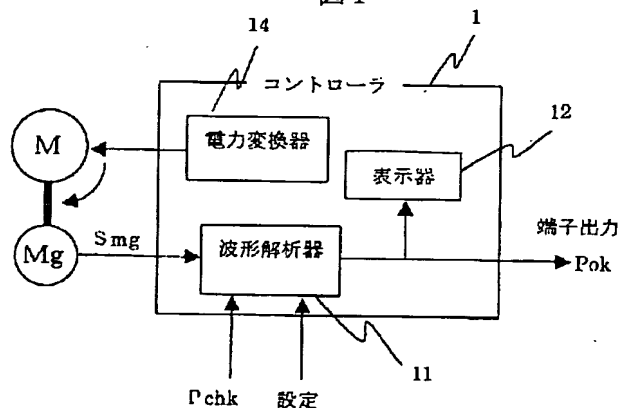 図1
14
1
コントローラ
12
電力変換器
M
表示器
端子出力
Mg
Smg
波形解析器
Pok
11
Pchk
設定